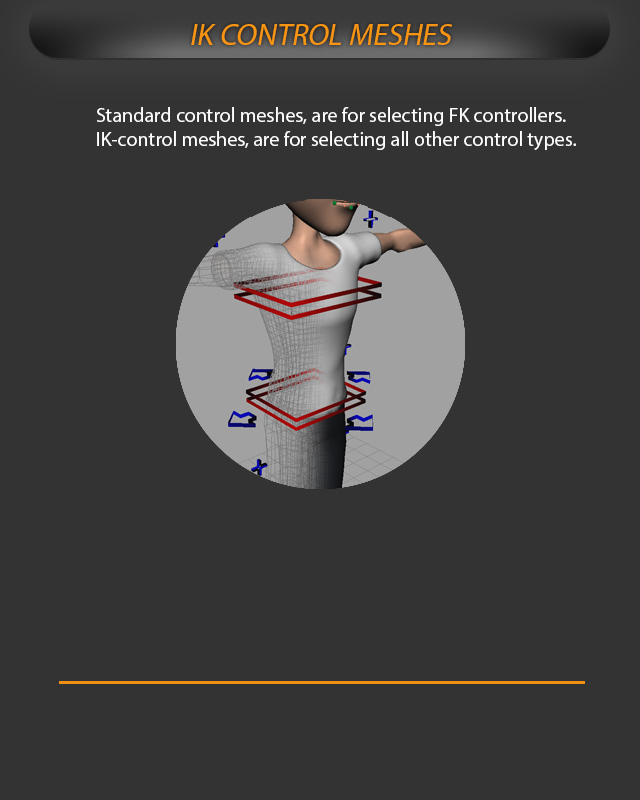 IK CONTROL MESHES
Standard control meshes, are for selecting FK controllers.
IK-control meshes, are for selecting all other control types.